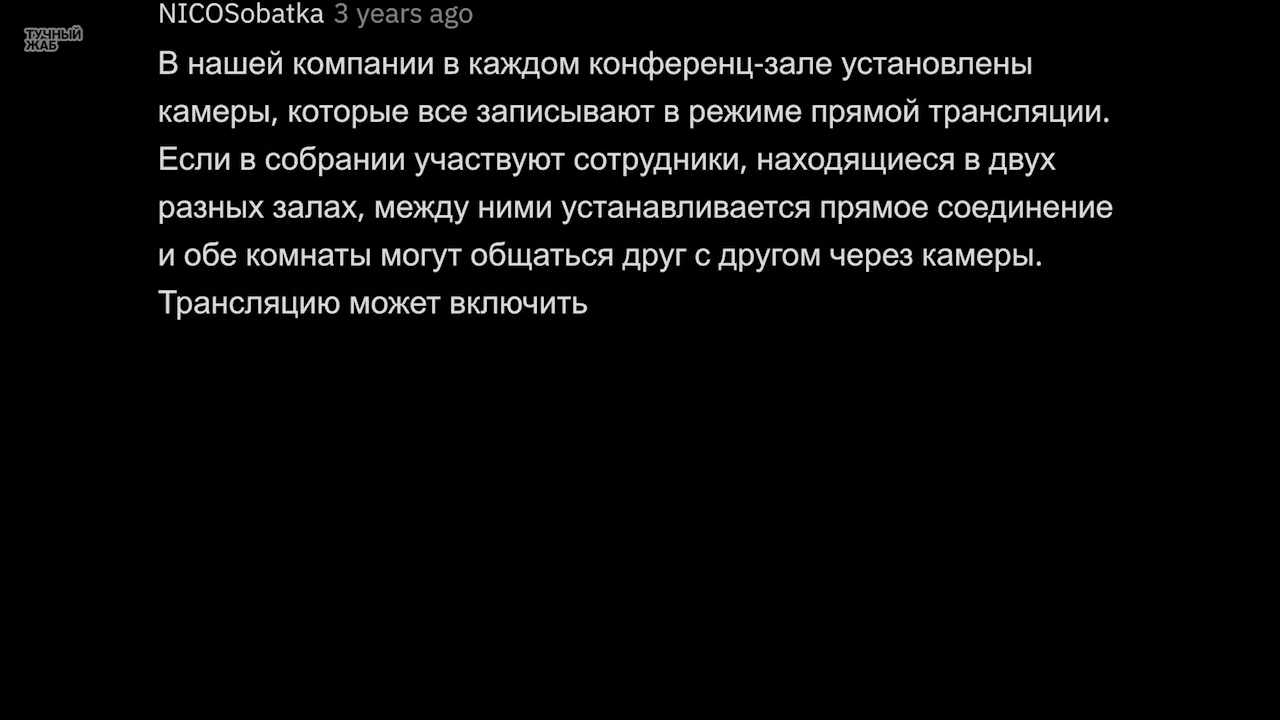 NICOSobatka 3 years ago
ТУЧНЫЙ
ЖАБ
В нашей компании в каждом конференц-зале установлены
камеры, которые все записывают в режиме прямой трансляции.
Если в собрании участвуют сотрудники, находящиеся в двух
разных залах, между ними устанавливается прямое соединение
и обе комнаты могут общаться друг с другом через камеры.
Трансляцию может включить